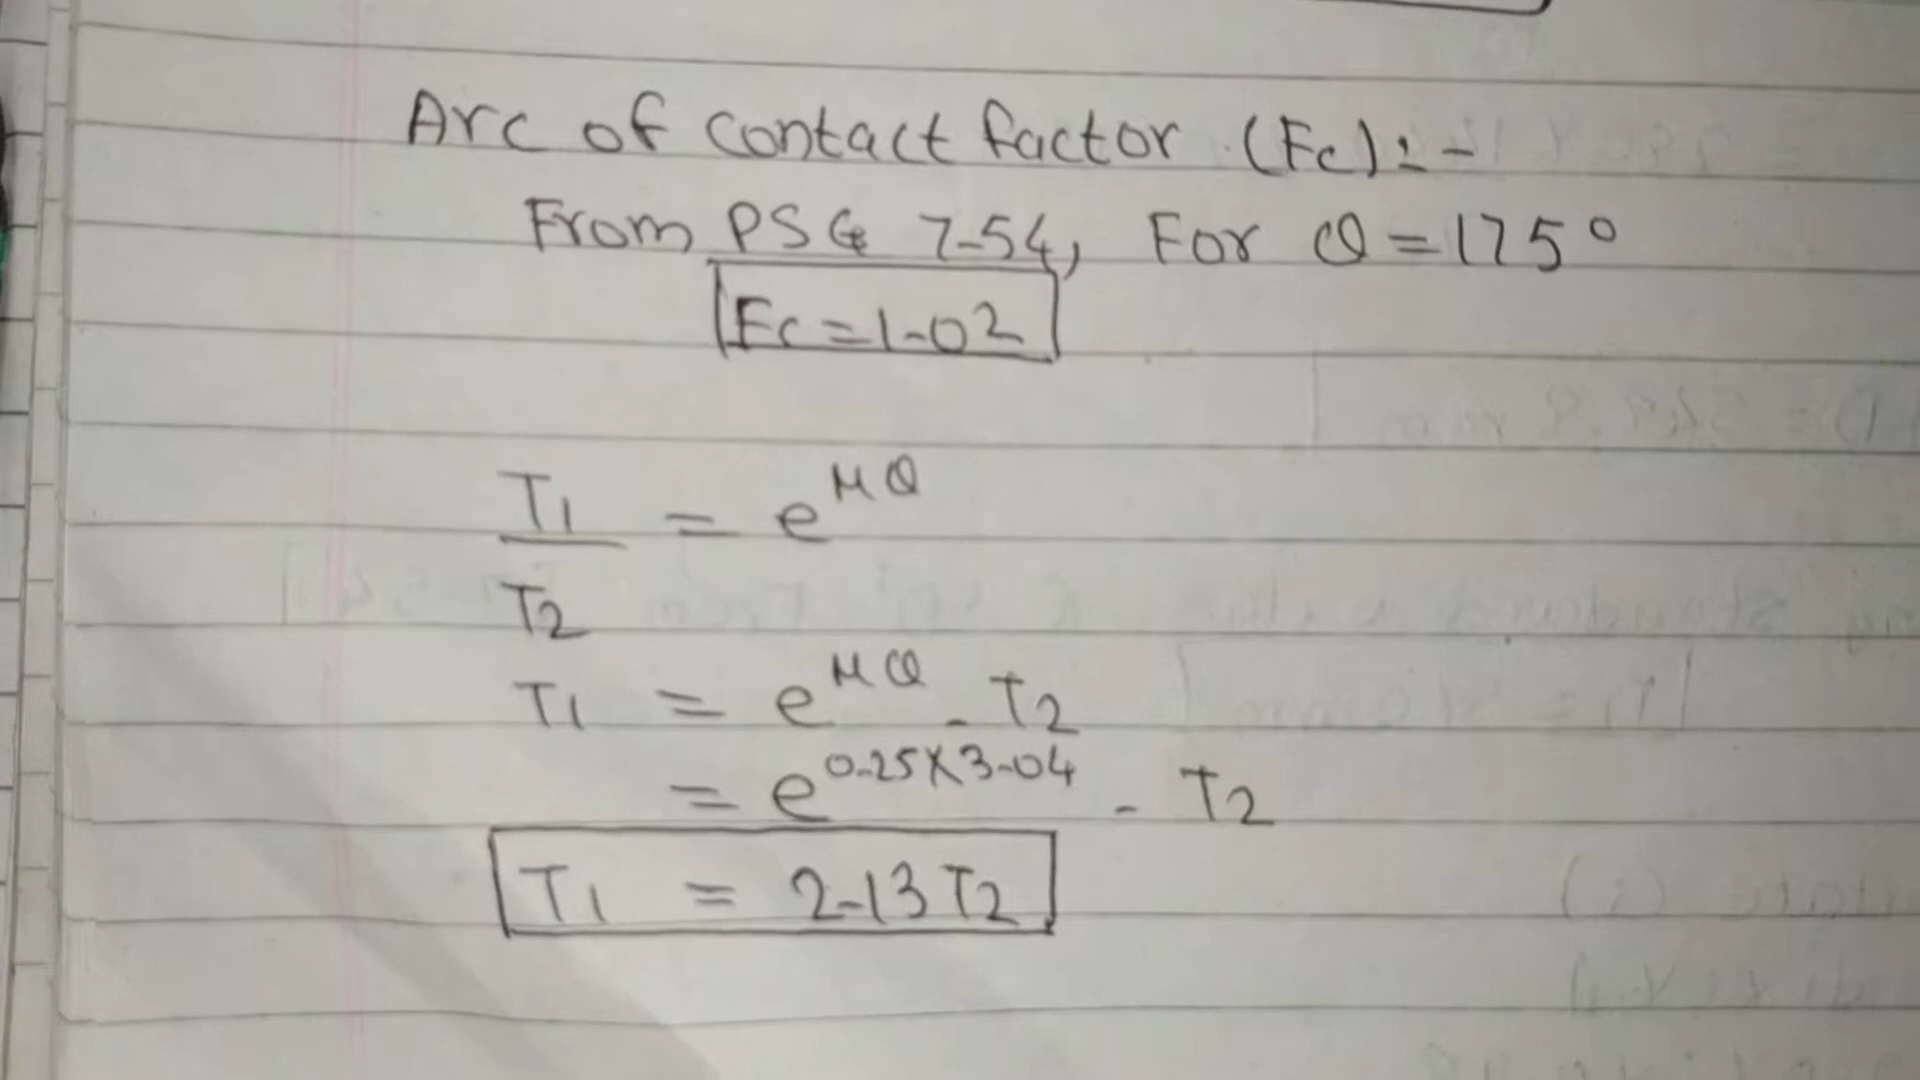 Arc of contact factor (Fc):-
From PSG 7-54, For θ = 175°
Fc = 1-02
T1 = e^μθ
T2
T1 = e^μθ - T2
= e^0-25×3-04 - T2
T1 = 2-13 T2